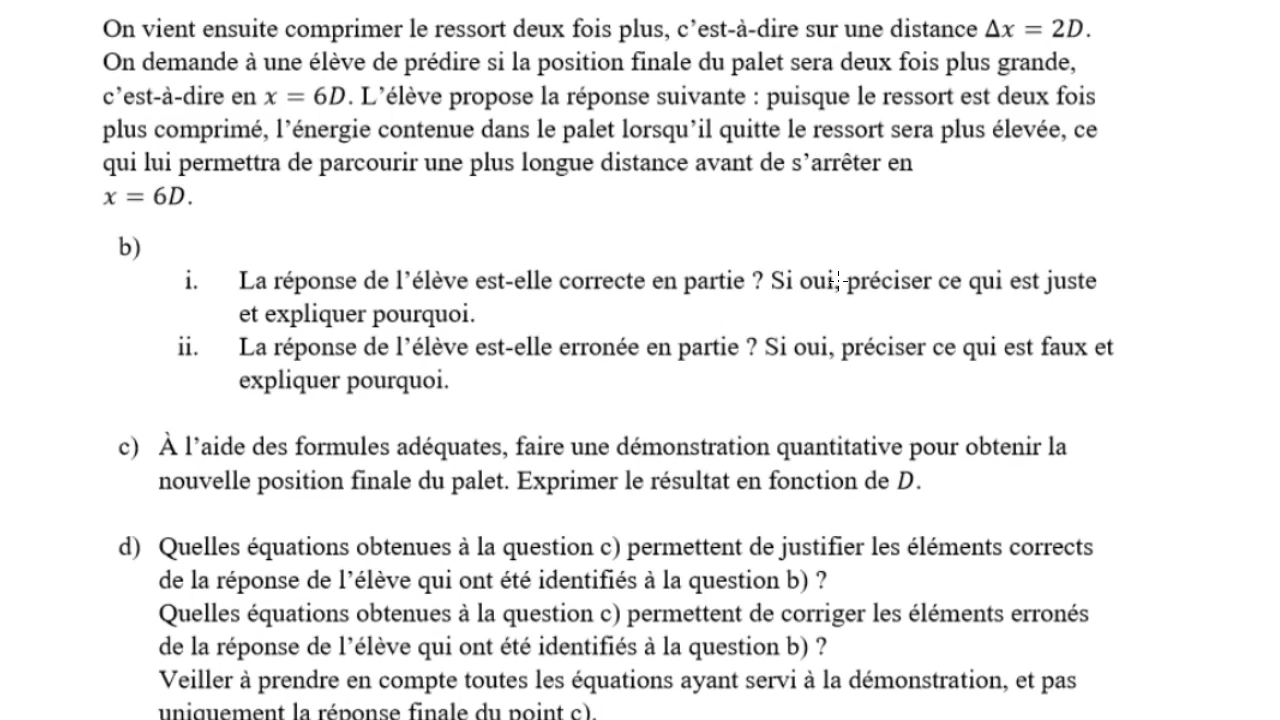 On vient ensuite comprimer le ressort deux fois plus, c’est-à-dire sur une distance Δx = 2D.
On demande à une élève de prédire si la position finale du palet sera deux fois plus grande,
c’est-à-dire en x = 6D. L’élève propose la réponse suivante : puisque le ressort est deux fois
plus comprimé, l’énergie contenue dans le palet lorsqu’il quitte le ressort sera plus élevée, ce
qui lui permettra de parcourir une plus longue distance avant de s’arrêter en
x = 6D.
b)
i. La réponse de l’élève est-elle correcte en partie ? Si oui, préciser ce qui est juste
et expliquer pourquoi.
ii. La réponse de l’élève est-elle erronée en partie ? Si oui, préciser ce qui est faux et
expliquer pourquoi.
c) À l’aide des formules adéquates, faire une démonstration quantitative pour obtenir la
nouvelle position finale du palet. Exprimer le résultat en fonction de D.
d) Quelles équations obtenues à la question c) permettent de justifier les éléments corrects
de la réponse de l’élève qui ont été identifiés à la question b) ?
Quelles équations obtenues à la question c) permettent de corriger les éléments erronés
de la réponse de l’élève qui ont été identifiés à la question b) ?
Veiller à prendre en compte toutes les équations ayant servi à la démonstration, et pas
uniquement la réponse finale du point c).